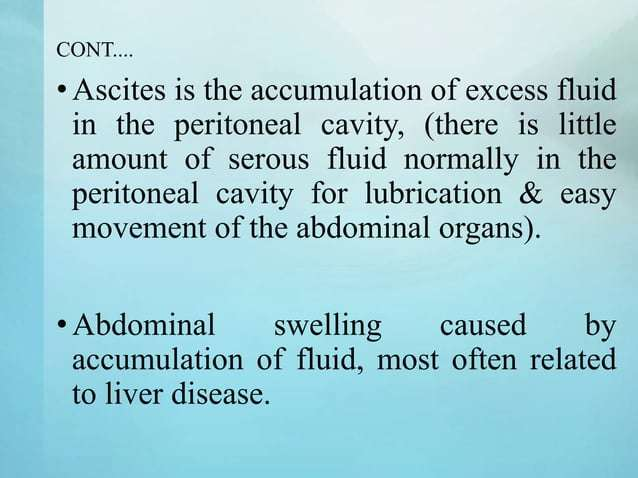 CONT....
• Ascites is the accumulation of excess fluid
in the peritoneal cavity, (there is little
amount of serous fluid normally in the
peritoneal cavity for lubrication & easy
movement of the abdominal organs).
• Abdominal swelling caused by
accumulation of fluid, most often related
to liver disease.